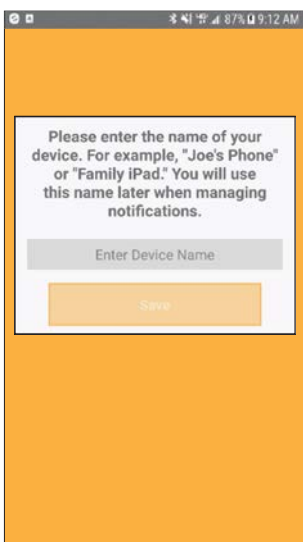 87% 9:12 AM
Please enter the name of your
device. For example, "Joe's Phone"
or "Family iPad." You will use
this name later when managing
notifications.
Enter Device Name
Save